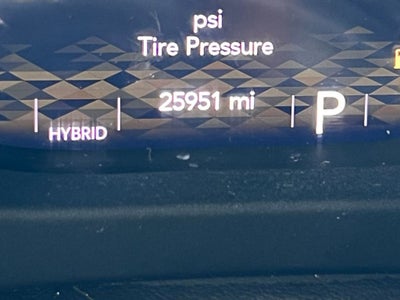 psi
Tire Pressure
25951 mi
P
HYBRID